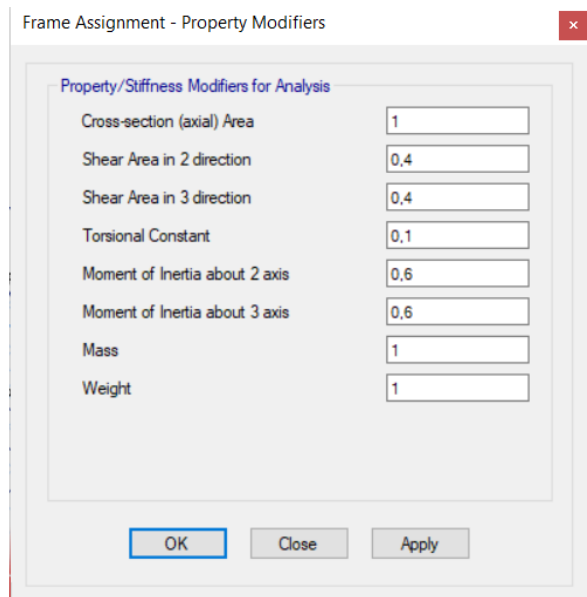 Frame Assignment - Property Modifiers
Property/Stiffness Modifiers for Analysis
Cross-section (axial) Area 1
Shear Area in 2 direction 0,4
Shear Area in 3 direction 0,4
Torsional Constant 0,1
Moment of Inertia about 2 axis 0,6
Moment of Inertia about 3 axis 0,6
Mass 1
Weight 1
OK Close Apply